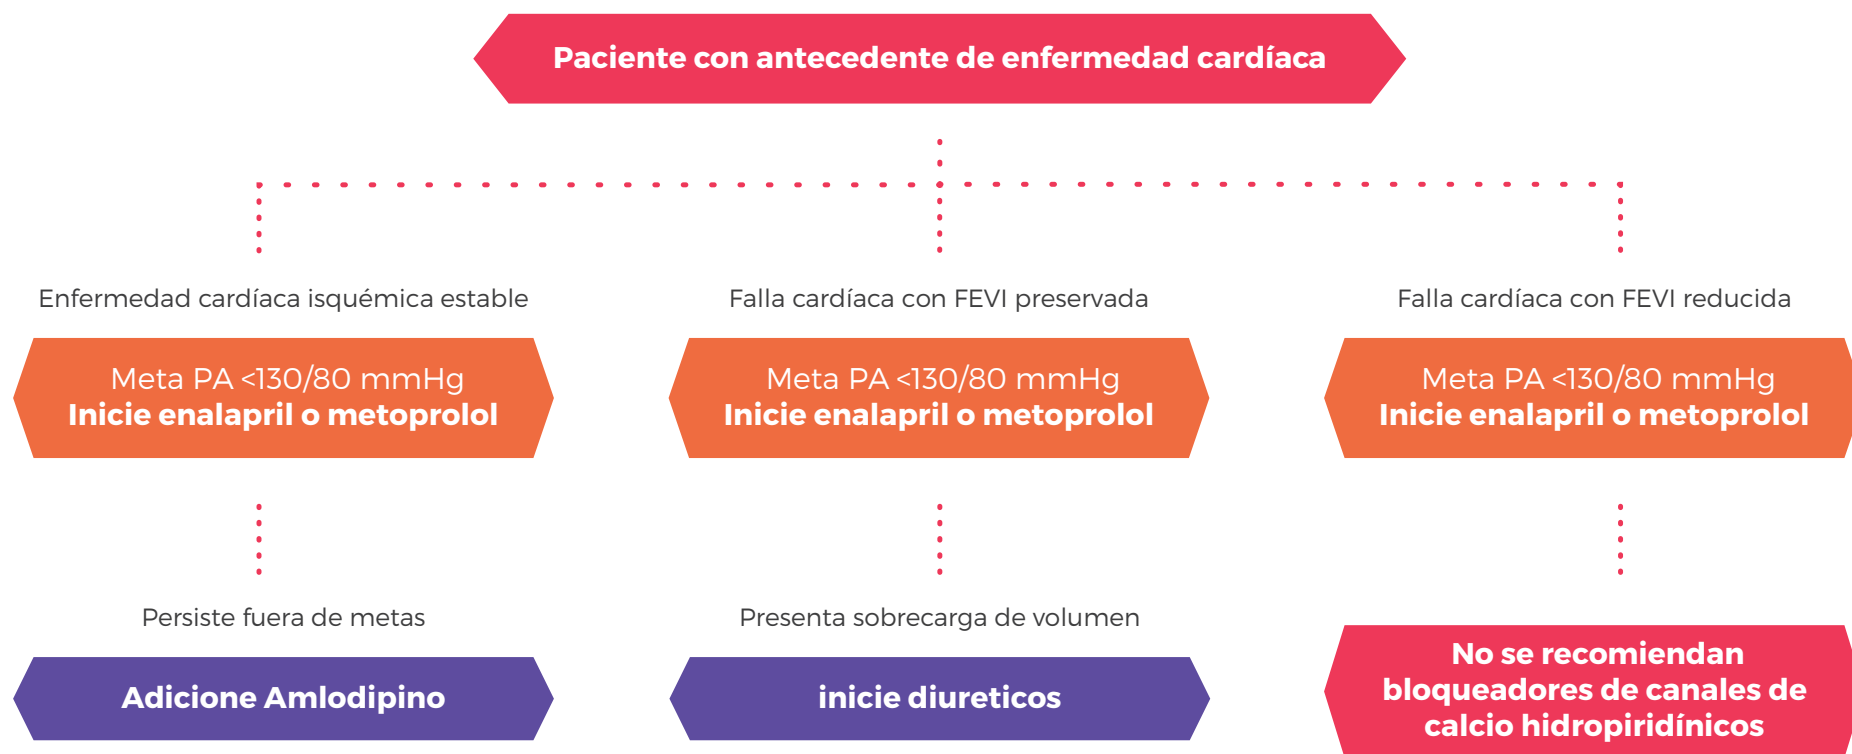 Paciente con antecedente de enfermedad cardíaca
Enfermedad cardíaca isquémica estable
Meta PA <130/80 mmHg
Inicie enalapril o metoprolol
Persiste fuera de metas
Adicione Amlodipino
Falla cardíaca con FEVI preservada
Meta PA <130/80 mmHg
Inicie enalapril o metoprolol
Presenta sobrecarga de volumen
inicie diureticos
Falla cardíaca con FEVI reducida
Meta PA <130/80 mmHg
Inicie enalapril o metoprolol
No se recomiendan
bloqueadores de canales de
calcio hidropiridínicos